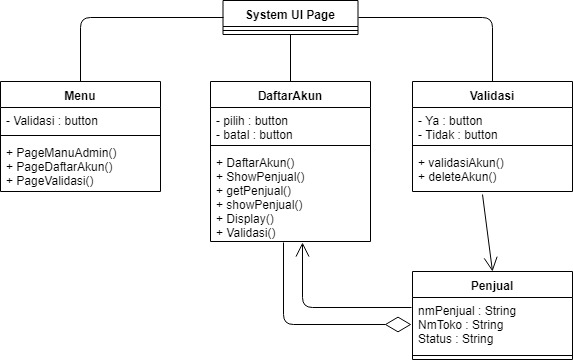 System UI Page
Menu
- Validasi : button
+ PageManuAdmin()
+ PageDaftarAkun()
+ PageValidasi()
DaftarAkun
- pilih : button
- batal : button
+ DaftarAkun()
+ ShowPenjual()
+ getPenjual()
+ showPenjual()
+ Display()
+ Validasi()
Validasi
- Ya : button
- Tidak : button
+ validasiAkun()
+ deleteAkun()
Penjual
nmPenjual : String
NmToko : String
Status : String